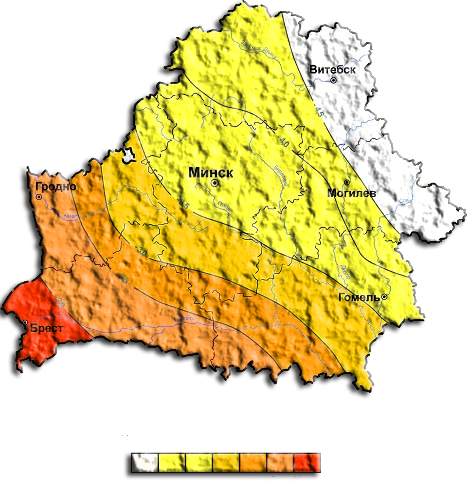 Витебск
Минск
Гродно
Могилев
Гомель
Брест